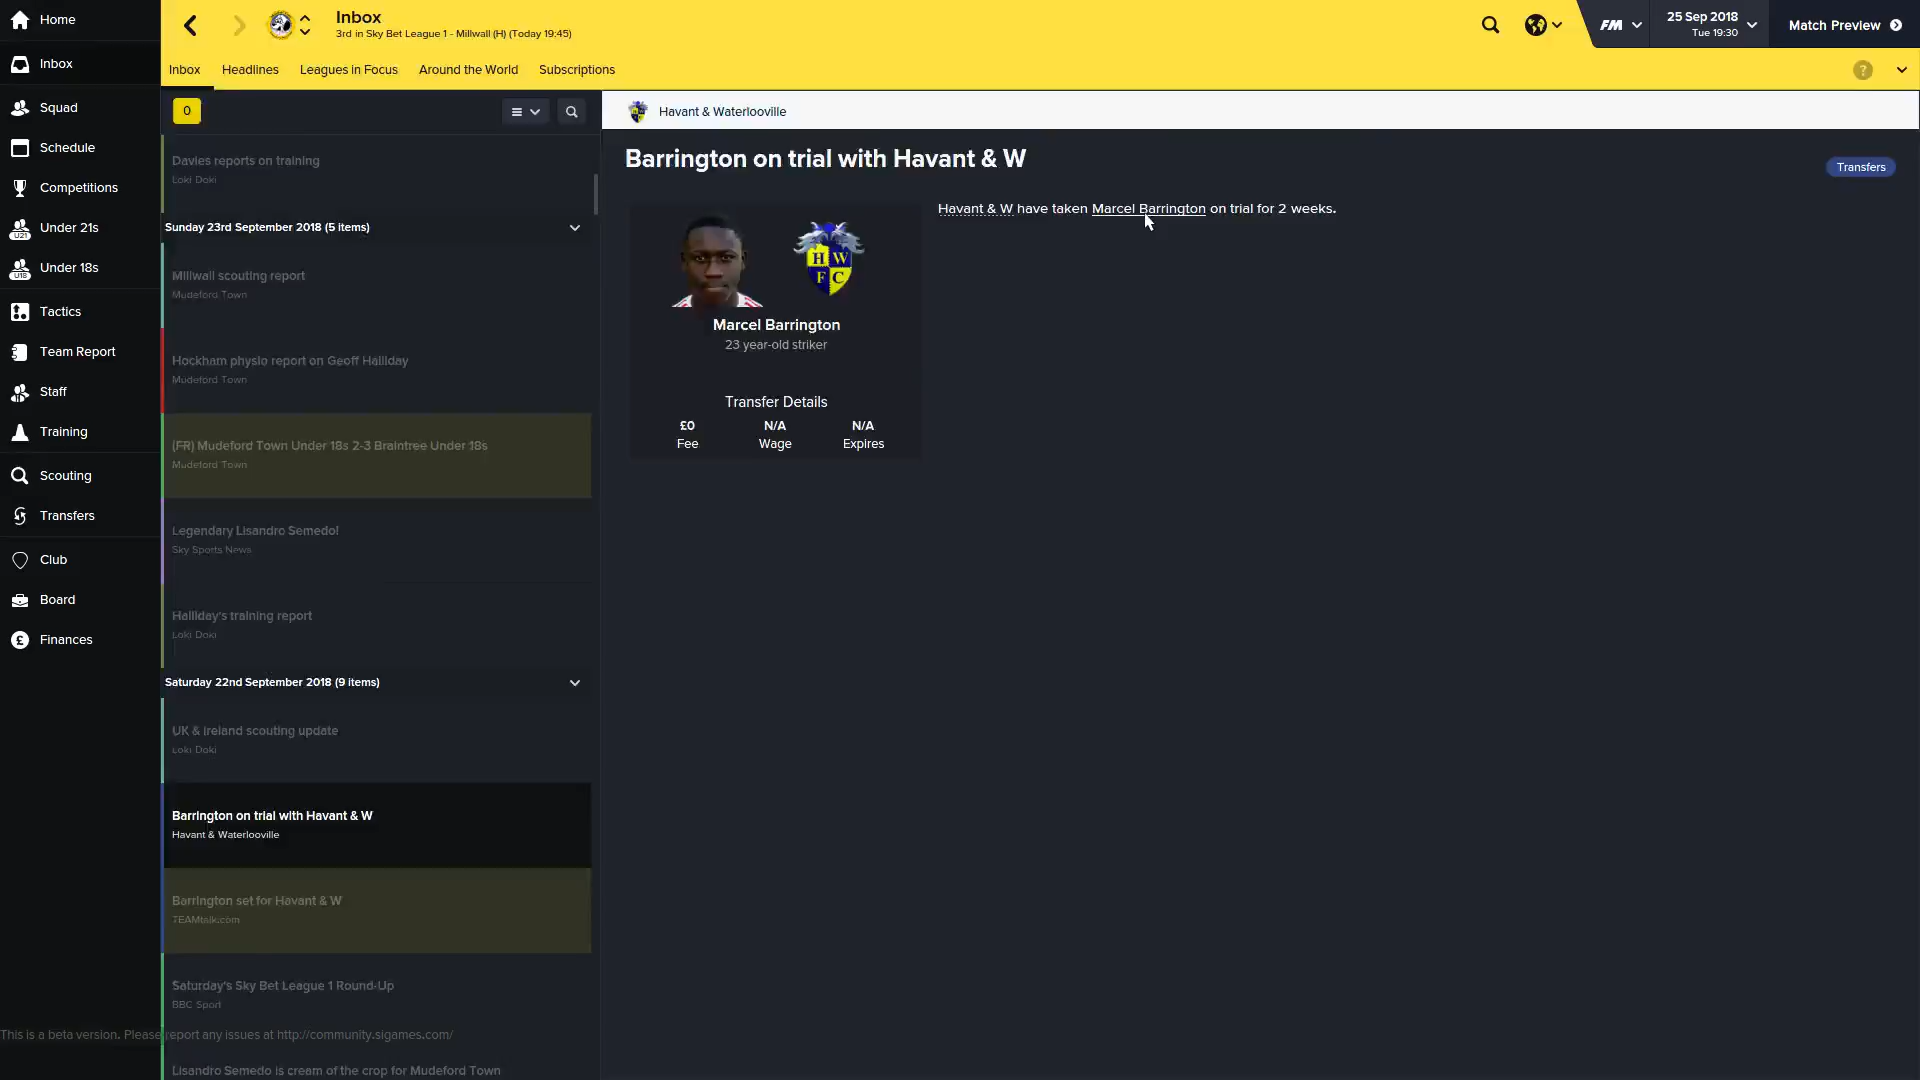 Home
Inbox
Squad
Schedule
Competitions
Under 21s
Under 18s
Tactics
Team Report
Staff
Training
Scouting
Transfers
Club
Board
Finances
Inbox
3rd in Sky Bet League 1 - Millwall (H) (Today 19:45)
FM
25 Sep 2018
Tue 19:30
Match Preview
Inbox Headlines Leagues in Focus Around the World Subscriptions
?
0
Davies reports on training
Loki Doki
Sunday 23rd September 2018 (5 items)
Millwall scouting report
Mudeford Town
Hockham physio report on Geoff Halliday
Mudeford Town
(FR) Mudeford Town Under 18s 2-3 Braintree Under 18s
Mudeford Town
Legendary Lisandro Semedo!
Sky Sports News
Halliday's training report
Loki Doki
Saturday 22nd September 2018 (9 items)
UK & Ireland scouting update
Loki Doki
Barrington on trial with Havant & W
Havant & Waterlooville
Barrington set for Havant & W
TEAMtalk.com
Saturday's Sky Bet League 1 Round-Up
BBC Sport
This is a beta version. Please report any issues at http://community.sigames.com/
Lisandro Semedo is cream of the crop for Mudeford Town
Havant & Waterlooville
Barrington on trial with Havant & W
Transfers
Havant & W have taken Marcel Barrington on trial for 2 weeks.
H W
F C
Marcel Barrington
23 year-old striker
Transfer Details
£0 N/A N/A
Fee Wage Expires